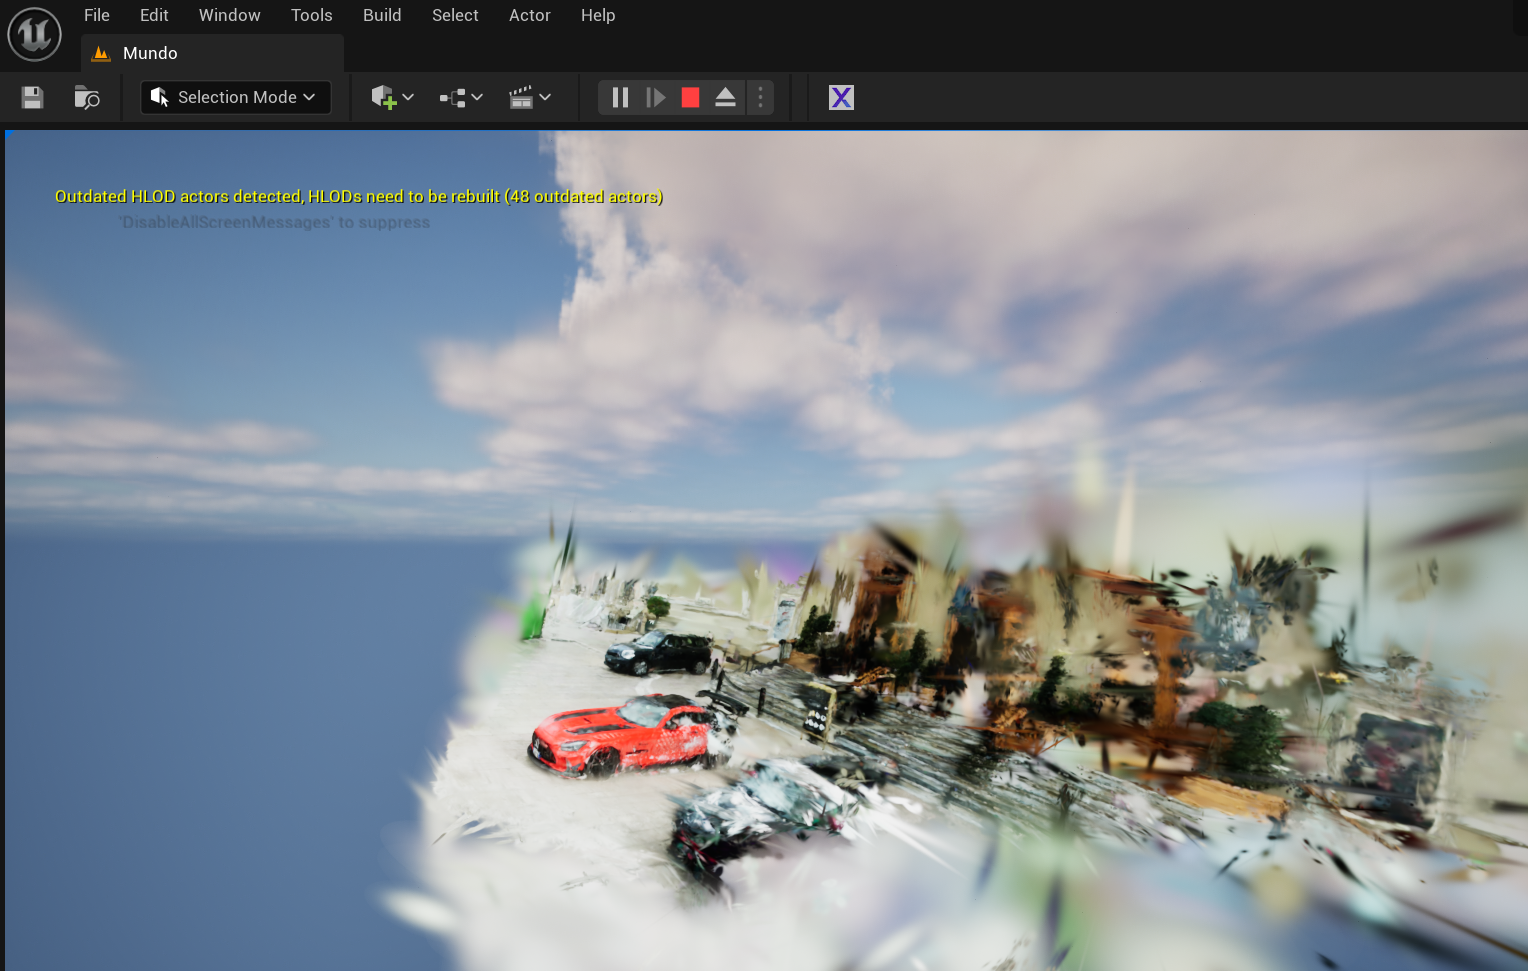 File Edit Window Tools Build Select Actor Help
Mundo
Selection Mode
Outdated HLOD actors detected, HLODs need to be rebuilt (48 outdated actors)
'DisableAllScreenMessages' to suppress